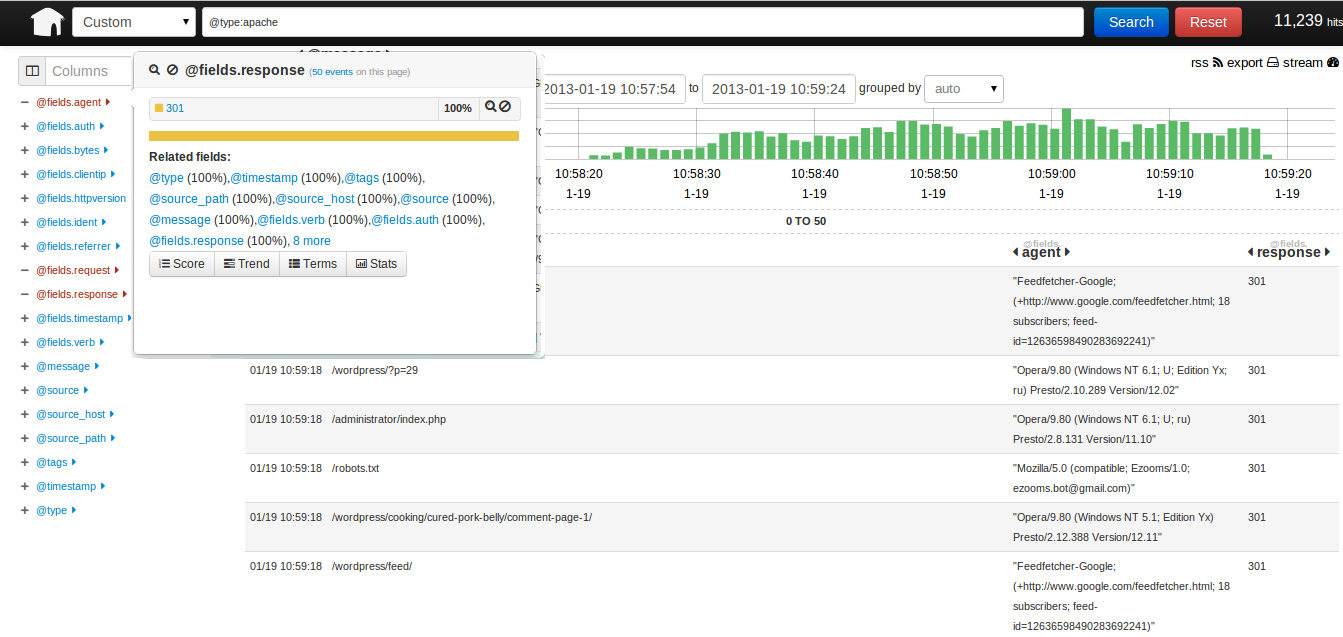 Custom
@type:apache
Search
Reset
11,239 hits
Columns
rss export stream
@fields.response (50 events on this page)
301 100%
Related fields:
@type (100%),@timestamp (100%),@tags (100%),
@source_path (100%),@source_host (100%),@source (100%),
@message (100%),@fields.verb (100%),@fields.auth (100%),
@fields.response (100%), 8 more
Score Trend Terms Stats
@fields.agent
@fields.auth
@fields.bytes
@fields.clientip
@fields.httpversion
@fields.ident
@fields.referrer
@fields.request
@fields.response
@fields.timestamp
@fields.verb
@message
@source
@source_host
@source_path
@tags
@timestamp
@type
2013-01-19 10:57:54 to 2013-01-19 10:59:24 grouped by auto
10:58:20 10:58:30 10:58:40 10:58:50 10:59:00 10:59:10 10:59:20
1-19 1-19 1-19 1-19 1-19 1-19 1-19
0 TO 50
@fields. @fields.
agent response
"Feedfetcher-Google; 301
(+http://www.google.com/feedfetcher.html; 18
subscribers; feed-
id=12636598490283692241)"
01/19 10:59:18 /wordpress/?p=29 "Opera/9.80 (Windows NT 6.1; U; Edition Yx; 301
ru) Presto/2.10.289 Version/12.02"
01/19 10:59:18 /administrator/index.php "Opera/9.80 (Windows NT 6.1; U; ru) 301
Presto/2.8.131 Version/11.10"
01/19 10:59:18 /robots.txt "Mozilla/5.0 (compatible; Ezooms/1.0; 301
ezooms.bot@gmail.com)"
01/19 10:59:18 /wordpress/cooking/cured-pork-belly/comment-page-1/ "Opera/9.80 (Windows NT 5.1; Edition Yx) 301
Presto/2.12.388 Version/12.11"
01/19 10:59:18 /wordpress/feed/ "Feedfetcher-Google; 301
(+http://www.google.com/feedfetcher.html; 18
subscribers; feed-
id=12636598490283692241)"